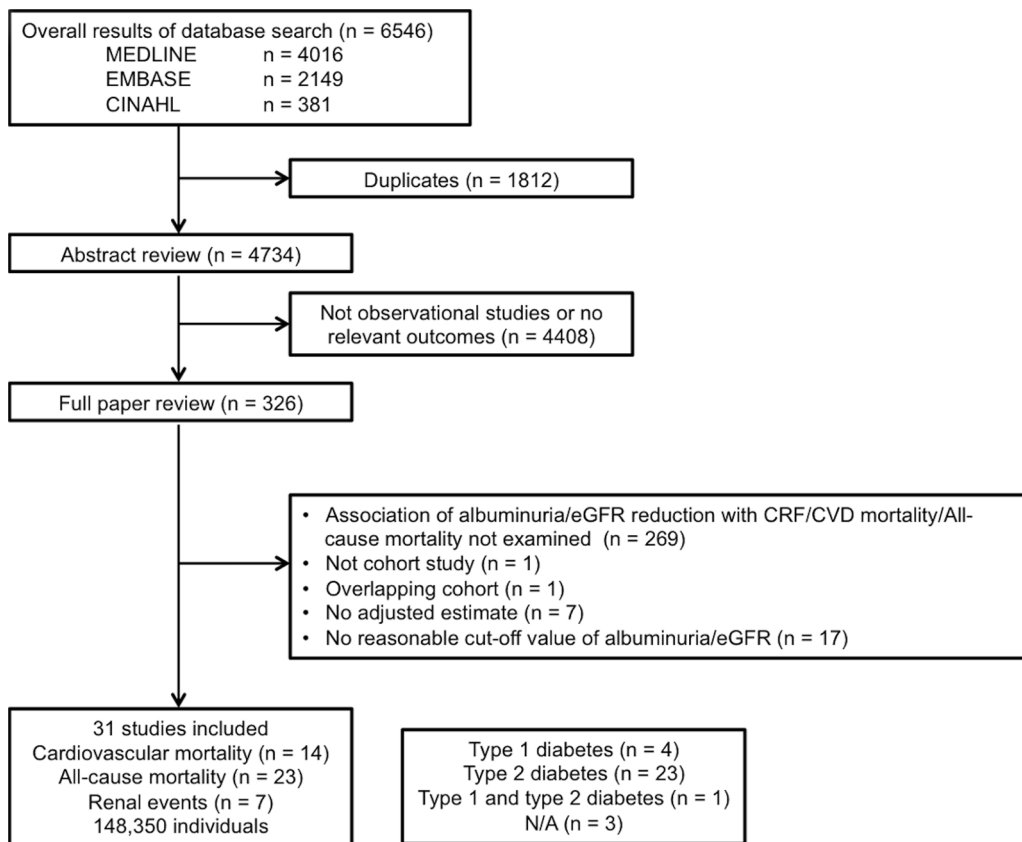 Overall results of database search (n = 6546)
MEDLINE n = 4016
EMBASE n = 2149
CINAHL n = 381
Duplicates (n = 1812)
Abstract review (n = 4734)
Not observational studies or no
relevant outcomes (n = 4408)
Full paper review (n = 326)
• Association of albuminuria/eGFR reduction with CRF/CVD mortality/All-
cause mortality not examined (n = 269)
• Not cohort study (n = 1)
• Overlapping cohort (n = 1)
• No adjusted estimate (n = 7)
• No reasonable cut-off value of albuminuria/eGFR (n = 17)
31 studies included
Cardiovascular mortality (n = 14)
All-cause mortality (n = 23)
Renal events (n = 7)
148,350 individuals
Type 1 diabetes (n = 4)
Type 2 diabetes (n = 23)
Type 1 and type 2 diabetes (n = 1)
N/A (n = 3)